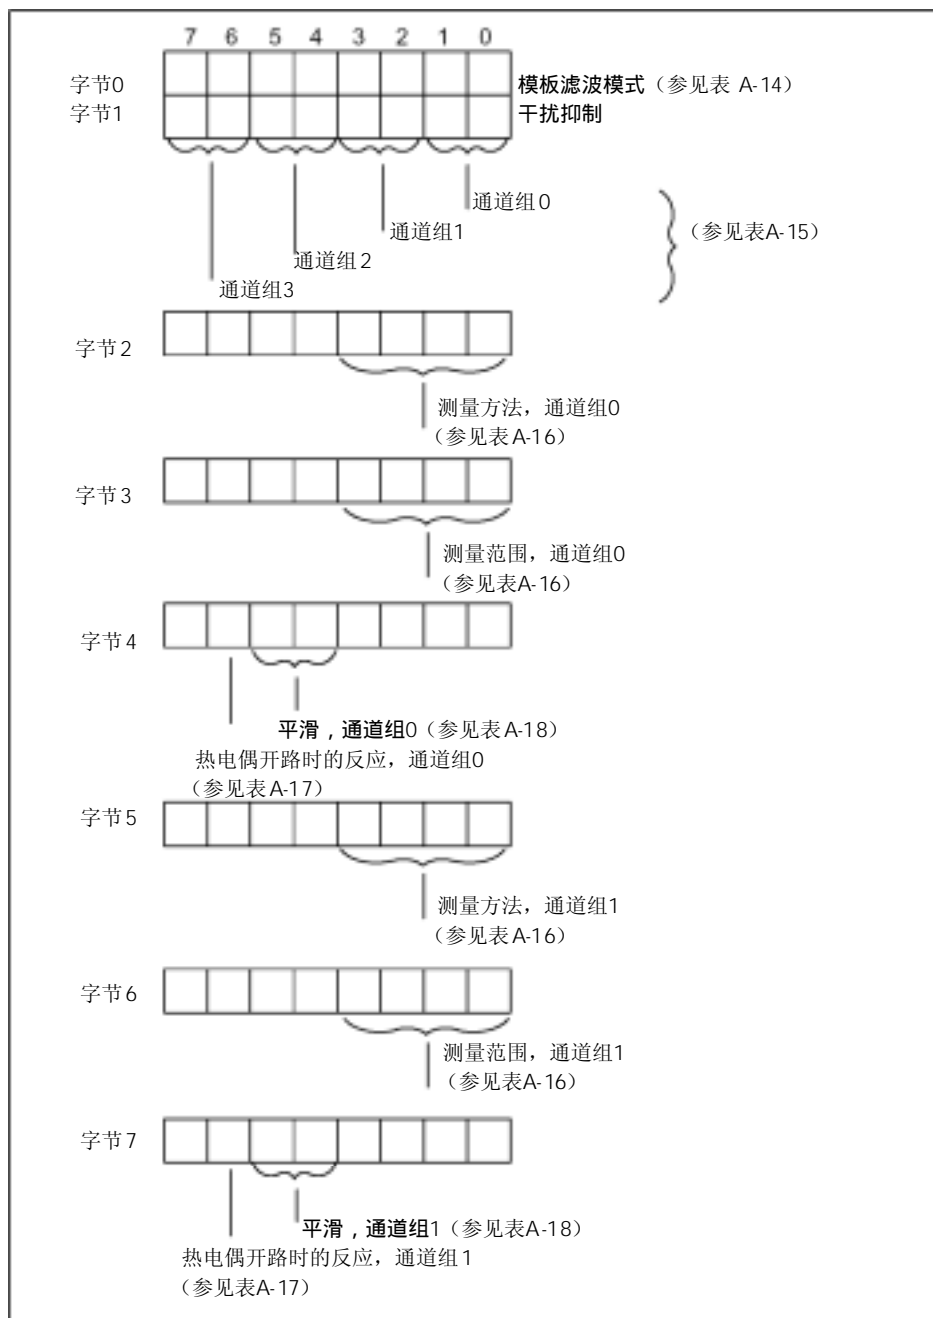 7 6 5 4 3 2 1 0
字节0 模板滤波模式（参见表 A-14）
字节1 干扰抑制
通道组0
通道组1 （参见表A-15）
通道组2
通道组3
字节2
测量方法，通道组0
（参见表A-16）
字节3
测量范围，通道组0
（参见表A-16）
字节4
平滑，通道组0（参见表A-18）
热电偶开路时的反应，通道组0
（参见表A-17）
字节5
测量方法，通道组1
（参见表A-16）
字节6
测量范围，通道组1
（参见表A-16）
字节7
平滑，通道组1（参见表A-18）
热电偶开路时的反应，通道组1
（参见表A-17）